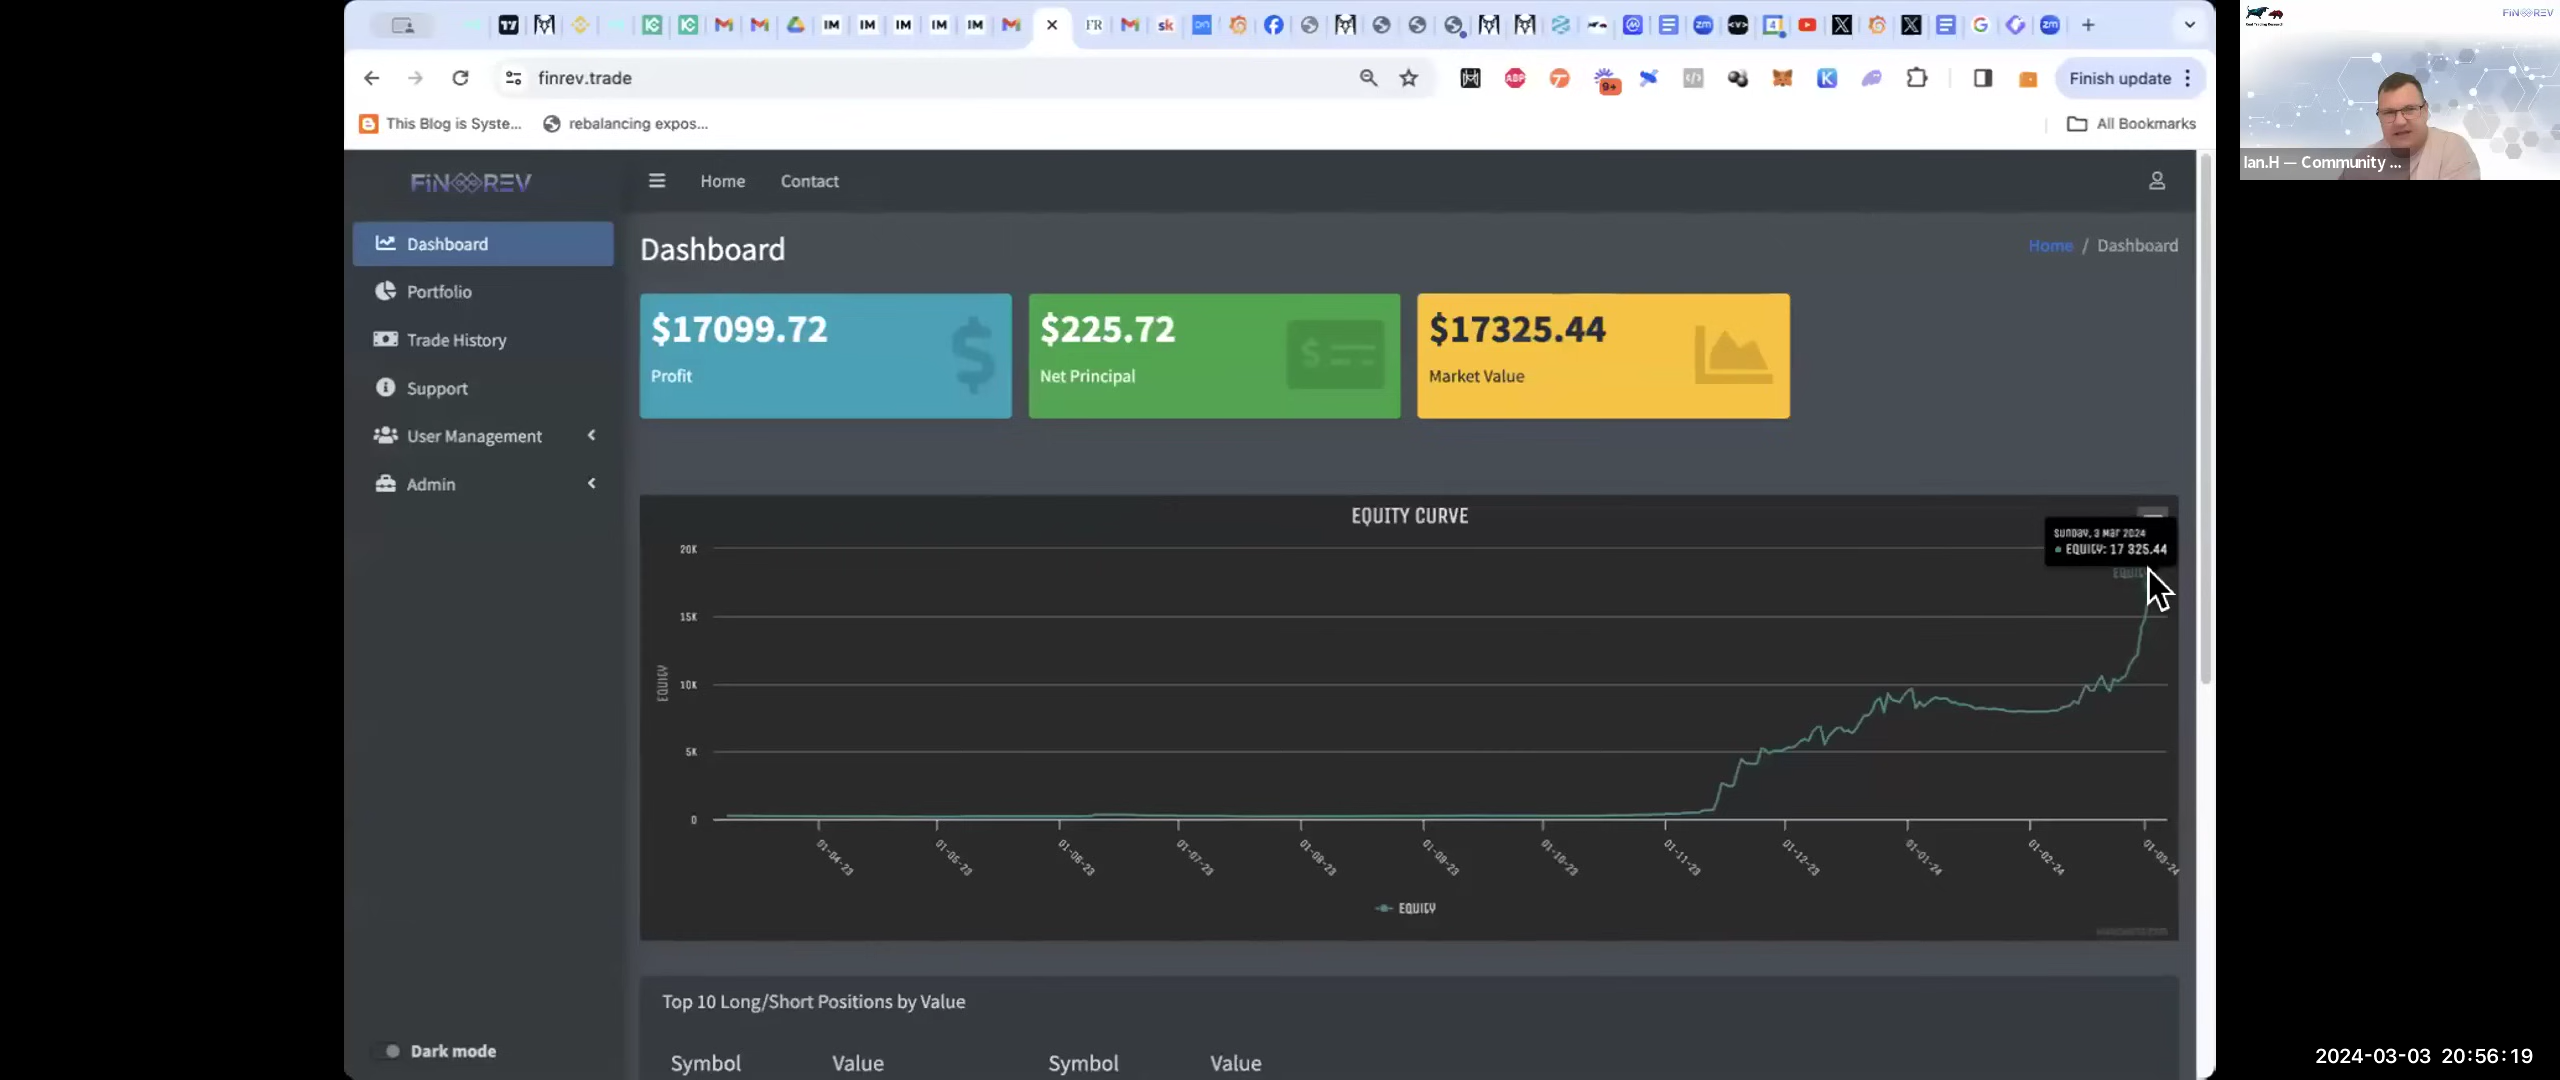 finrev.trade
Finish update
This Blog is Syste...
rebalancing expos...
All Bookmarks
FiNREV
Home
Contact
Dashboard
Portfolio
Trade History
Support
User Management
Admin
Dark mode
Dashboard
Home / Dashboard
$17099.72
Profit
$225.72
Net Principal
$17325.44
Market Value
EQUITY CURVE
Sunday, 3 Mar 2024
EQUITY: 17 325.44
20K
15K
10K
5K
0
EQUITY
01-04-23
01-05-23
01-06-23
01-07-23
01-08-23
01-09-23
01-10-23
01-11-23
01-12-23
01-01-24
01-02-24
01-03-24
EQUITY
Top 10 Long/Short Positions by Value
Symbol Value Symbol Value
FiNREV
Ian.H — Community ...
2024-03-03 20:56:19